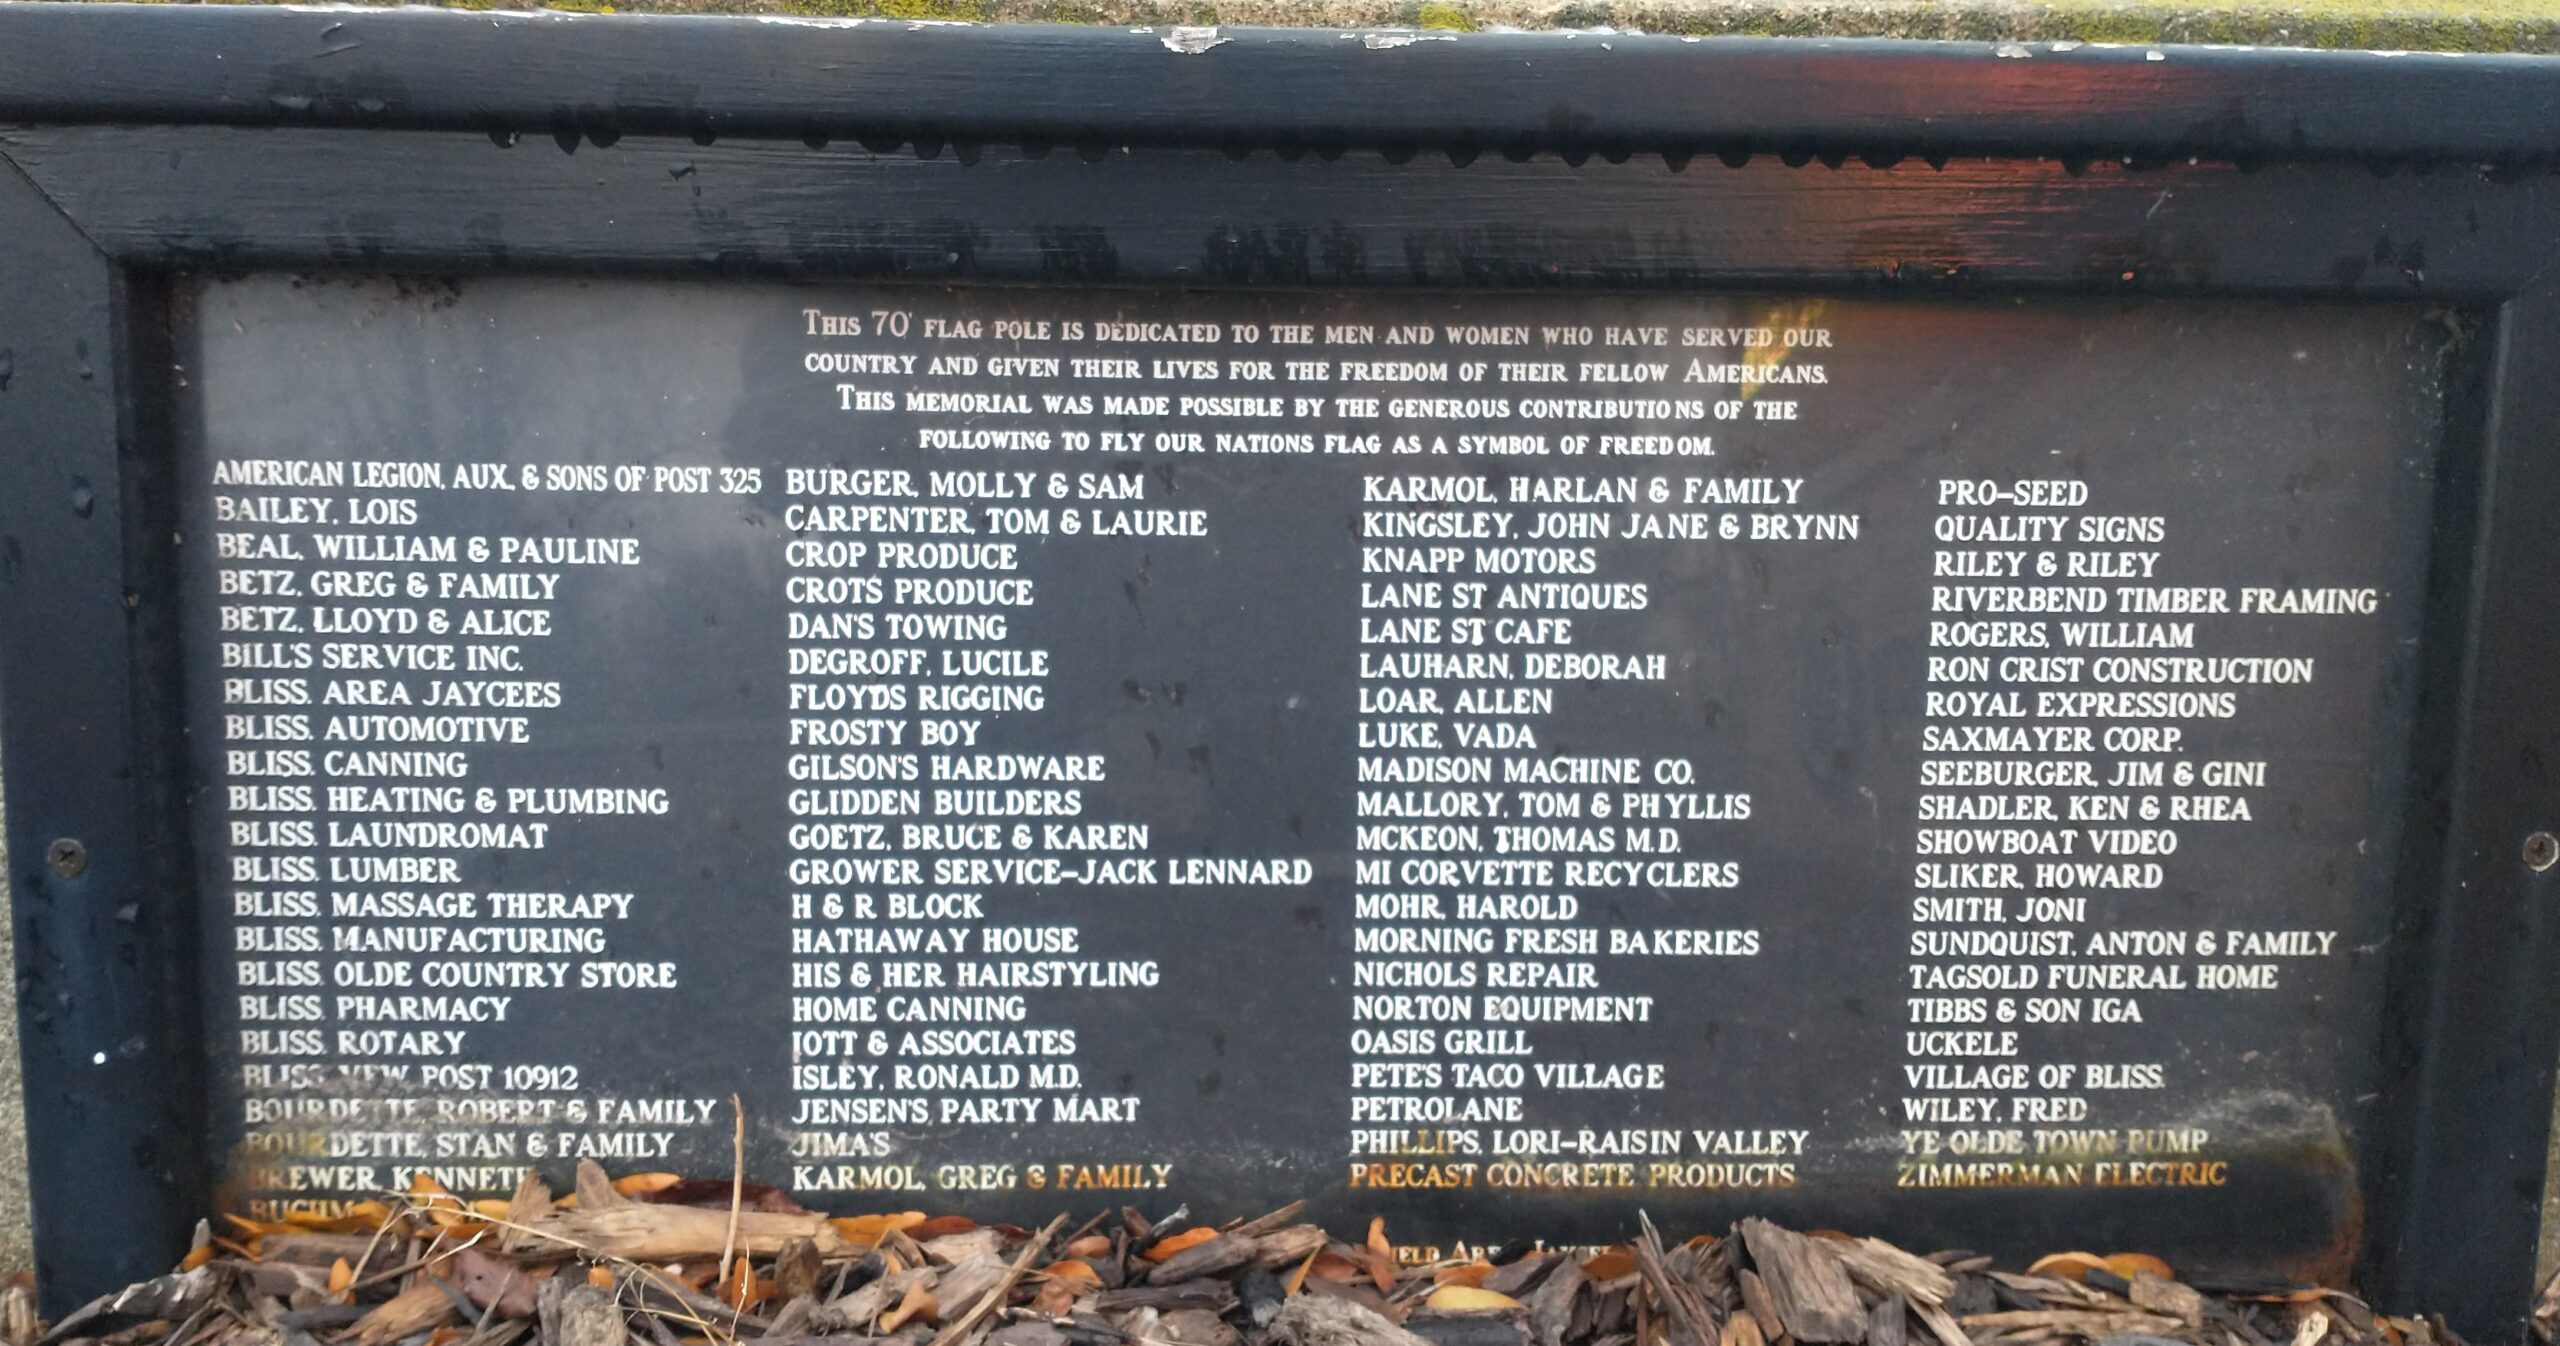 This 70' flag pole is dedicated to the men and women who have served our
country and given their lives for the freedom of their fellow Americans.
This memorial was made possible by the generous contributions of the
following to fly our nations flag as a symbol of freedom.
AMERICAN LEGION, AUX, & SONS OF POST 325
BAILEY, LOIS
BEAL, WILLIAM & PAULINE
BETZ, GREG & FAMILY
BETZ, LLOYD & ALICE
BILL'S SERVICE INC.
BLISS. AREA JAYCEES
BLISS. AUTOMOTIVE
BLISS. CANNING
BLISS. HEATING & PLUMBING
BLISS. LAUNDROMAT
BLISS. LUMBER
BLISS. MASSAGE THERAPY
BLISS. MANUFACTURING
BLISS. OLDE COUNTRY STORE
BLISS. PHARMACY
BLISS. ROTARY
BLISS. VFW POST 10912
BOURDETTE, ROBERT & FAMILY
BOURDETTE, STAN & FAMILY
BREWER, KENNETH
BURGER, MOLLY & SAM
CARPENTER, TOM & LAURIE
CROP PRODUCE
CROT'S PRODUCE
DAN'S TOWING
DEGROFF, LUCILE
FLOYD'S RIGGING
FROSTY BOY
GILSON'S HARDWARE
GLIDDEN BUILDERS
GOETZ, BRUCE & KAREN
GROWER SERVICE-JACK LENNARD
H & R BLOCK
HATHAWAY HOUSE
HIS & HER HAIRSTYLING
HOME CANNING
IOTT & ASSOCIATES
ISLEY, RONALD M.D.
JENSEN'S PARTY MART
JIMA'S
KARMOL, GREG & FAMILY
KARMOL, HARLAN & FAMILY
KINGSLEY, JOHN JANE & BRYNN
KNAPP MOTORS
LANE ST ANTIQUES
LANE ST CAFE
LAUHARN, DEBORAH
LOAR, ALLEN
LUKE, VADA
MADISON MACHINE CO.
MALLORY, TOM & PHYLLIS
MCKEON, THOMAS M.D.
MI CORVETTE RECYCLERS
MOHR, HAROLD
MORNING FRESH BAKERIES
NICHOLS REPAIR
NORTON EQUIPMENT
OASIS GRILL
PETE'S TACO VILLAGE
PETROLANE
PHILLIPS, LORI-RAISIN VALLEY
PRECAST CONCRETE PRODUCTS
PRO-SEED
QUALITY SIGNS
RILEY & RILEY
RIVERBEND TIMBER FRAMING
ROGERS, WILLIAM
RON CRIST CONSTRUCTION
ROYAL EXPRESSIONS
SAXMAYER CORP.
SEEBURGER, JIM & GINI
SHADLER, KEN & RHEA
SHOWBOAT VIDEO
SLIKER, HOWARD
SMITH, JONI
SUNDQUIST, ANTON & FAMILY
TAGSOLD FUNERAL HOME
TIBBS & SON IGA
UCKELE
VILLAGE OF BLISS.
WILEY, FRED
YE OLDE TOWN PUMP
ZIMMERMAN ELECTRIC